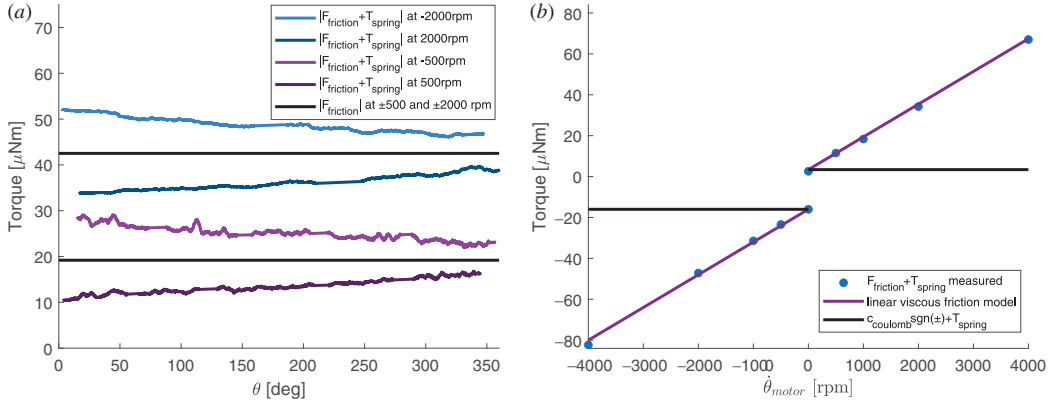 (a)
|F_friction+T_spring| at -2000rpm
|F_friction+T_spring| at 2000rpm
|F_friction+T_spring| at -500rpm
|F_friction+T_spring| at 500rpm
|F_friction| at ±500 and ±2000 rpm
Torque [μNm]
70
60
50
40
30
20
10
0
0 50 100 150 200 250 300 350
θ [deg]
(b)
Torque [μNm]
80
60
40
20
0
−20
−40
−60
−80
F_friction+T_spring measured
linear viscous friction model
c_coulomb sgn(±)+T_spring
−4000 −3000 −2000 −1000 0 1000 2000 3000 4000
θ̇_motor [rpm]